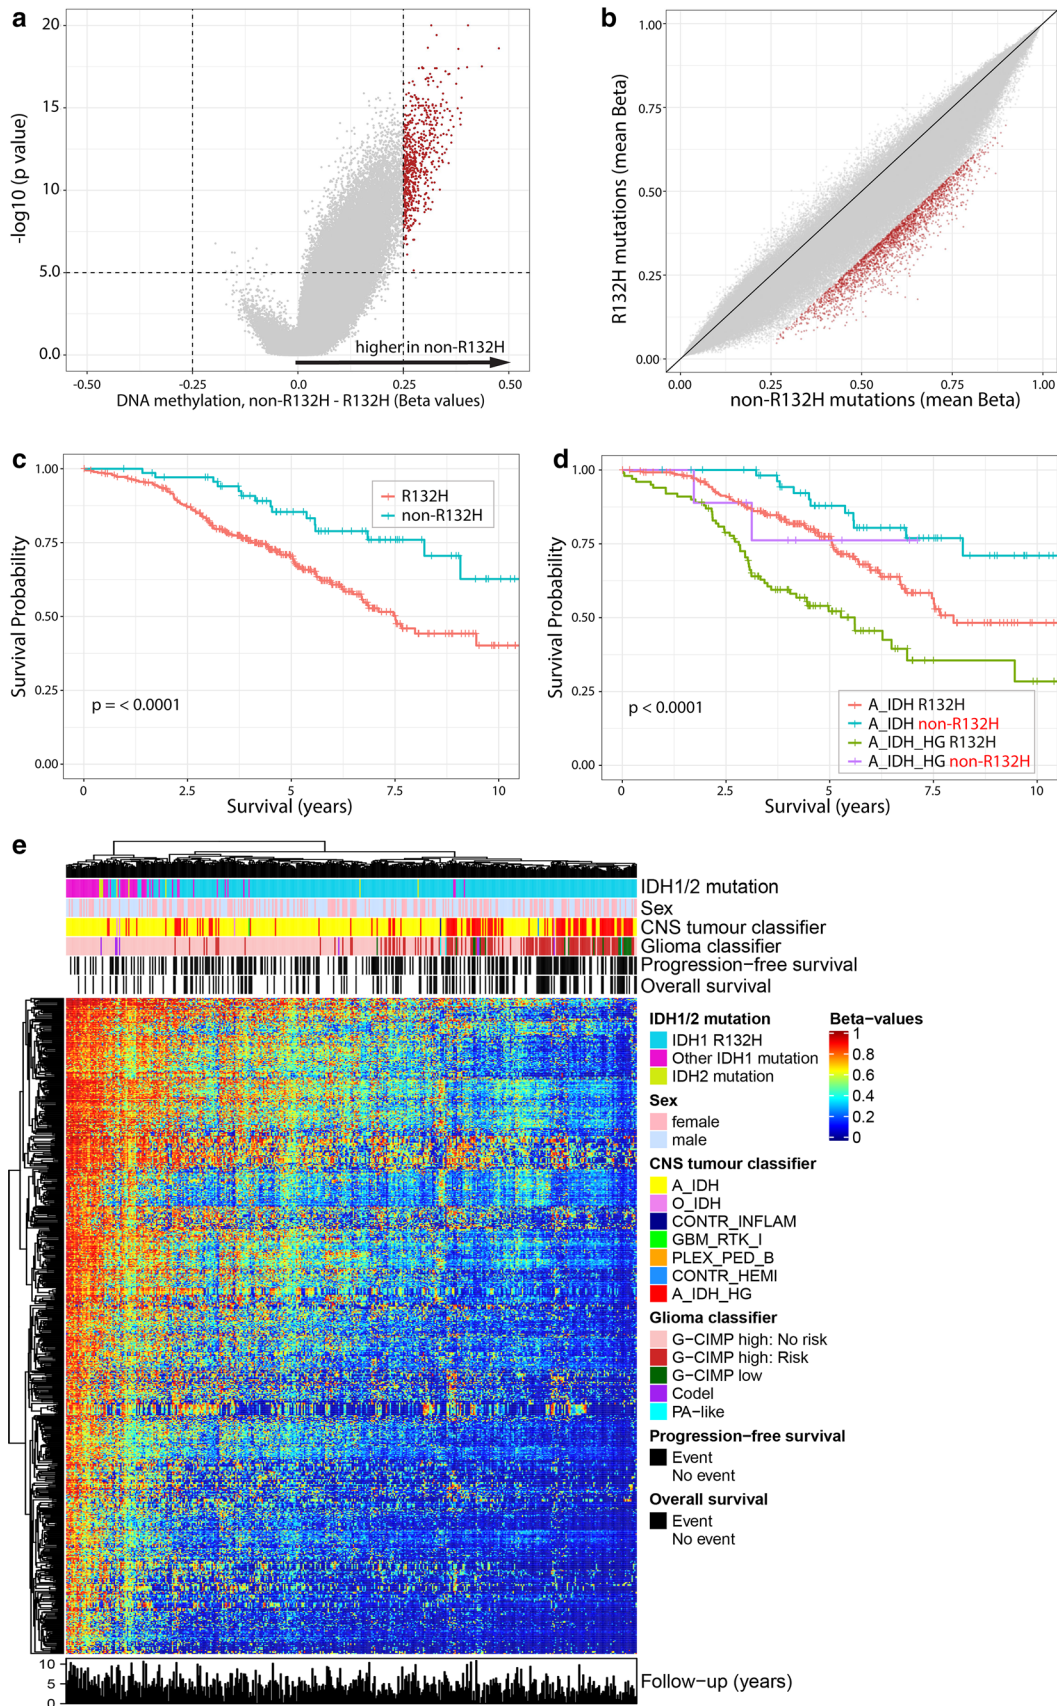 a
20
15
10
5.0
0.0
-log10 (p value)
higher in non-R132H
-0.50
-0.25
0.0
0.25
0.50
DNA methylation, non-R132H - R132H (Beta values)
b
1.00
0.75
0.50
0.25
0.00
R132H mutations (mean Beta)
0.00
0.25
0.50
0.75
1.00
non-R132H mutations (mean Beta)
c
1.00
0.75
0.50
0.25
0.00
Survival Probability
R132H
non-R132H
p = < 0.0001
0
2.5
5
7.5
10
Survival (years)
d
1.00
0.75
0.50
0.25
0.00
Survival Probability
p < 0.0001
A_IDH R132H
A_IDH non-R132H
A_IDH_HG R132H
A_IDH_HG non-R132H
0
2.5
5
7.5
10
Survival (years)
e
IDH1/2 mutation
Sex
CNS tumour classifier
Glioma classifier
Progression-free survival
Overall survival
IDH1/2 mutation
IDH1 R132H
Other IDH1 mutation
IDH2 mutation
Beta-values
1
0.8
0.6
0.4
0.2
0
Sex
female
male
CNS tumour classifier
A_IDH
O_IDH
CONTR_INFLAM
GBM_RTK_I
PLEX_PED_B
CONTR_HEMI
A_IDH_HG
Glioma classifier
G-CIMP high: No risk
G-CIMP high: Risk
G-CIMP low
Codel
PA-like
Progression-free survival
Event
No event
Overall survival
Event
No event
10
5
0
Follow-up (years)